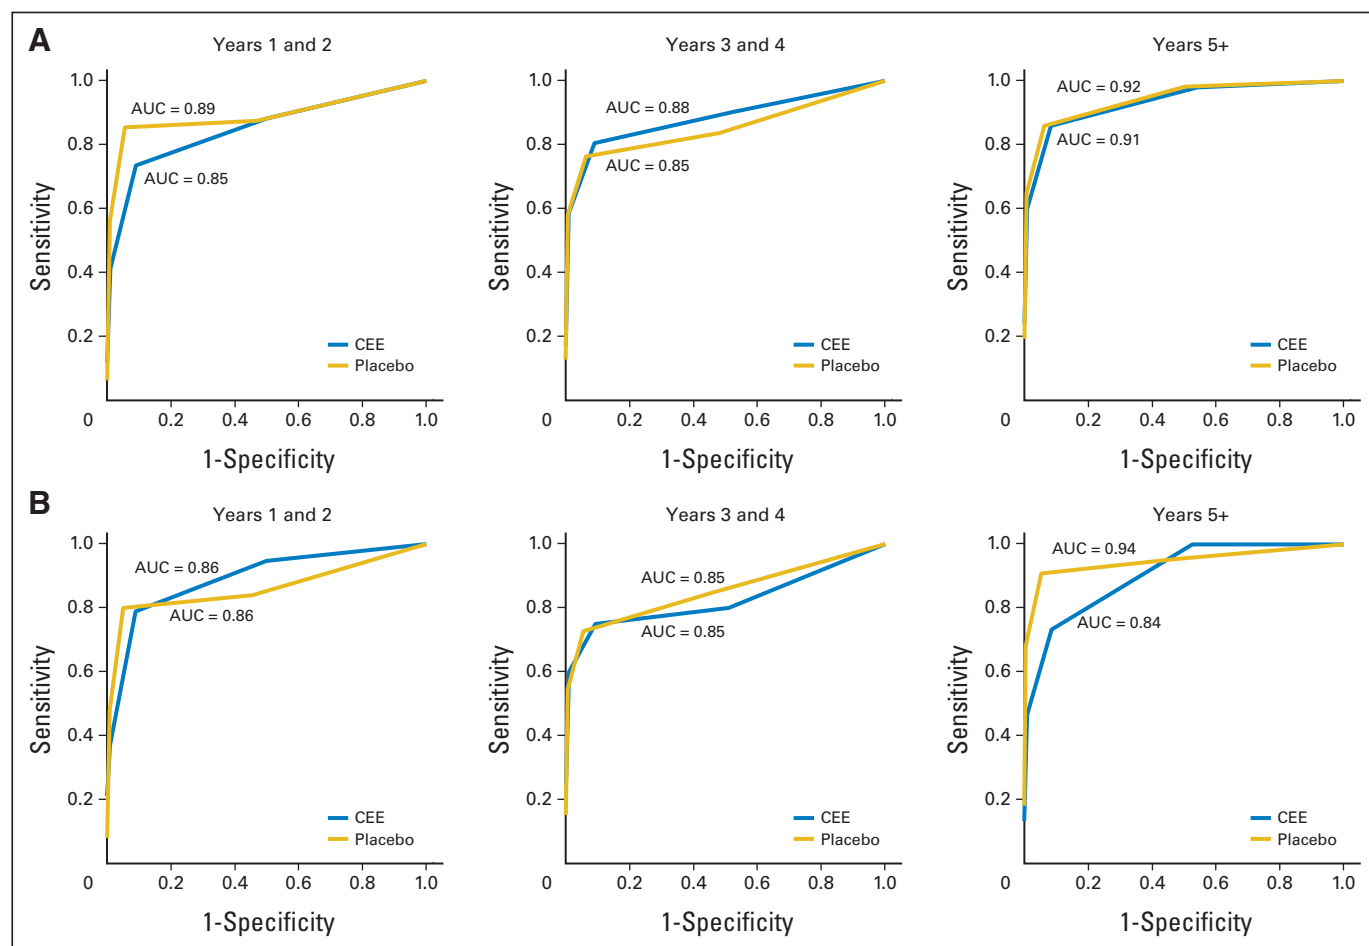 A
Years 1 and 2
Years 3 and 4
Years 5+
1.0
0.8
0.6
0.4
0.2
0
0.2
0.4
0.6
0.8
1.0
Sensitivity
1-Specificity
AUC = 0.89
AUC = 0.85
CEE
Placebo
1.0
0.8
0.6
0.4
0.2
0
0.2
0.4
0.6
0.8
1.0
Sensitivity
1-Specificity
AUC = 0.88
AUC = 0.85
CEE
Placebo
1.0
0.8
0.6
0.4
0.2
0
0.2
0.4
0.6
0.8
1.0
Sensitivity
1-Specificity
AUC = 0.92
AUC = 0.91
CEE
Placebo
B
Years 1 and 2
Years 3 and 4
Years 5+
1.0
0.8
0.6
0.4
0.2
0
0.2
0.4
0.6
0.8
1.0
Sensitivity
1-Specificity
AUC = 0.86
AUC = 0.86
CEE
Placebo
1.0
0.8
0.6
0.4
0.2
0
0.2
0.4
0.6
0.8
1.0
Sensitivity
1-Specificity
AUC = 0.85
AUC = 0.85
CEE
Placebo
1.0
0.8
0.6
0.4
0.2
0
0.2
0.4
0.6
0.8
1.0
Sensitivity
1-Specificity
AUC = 0.94
AUC = 0.84
CEE
Placebo